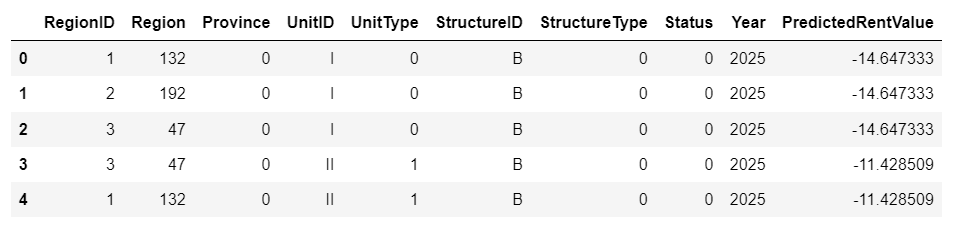 RegionID Region Province UnitID UnitType StructureID StructureType Status Year PredictedRentValue
0 1 132 0 I 0 B 0 0 2025 -14.647333
1 2 192 0 I 0 B 0 0 2025 -14.647333
2 3 47 0 I 0 B 0 0 2025 -14.647333
3 3 47 0 II 1 B 0 0 2025 -11.428509
4 1 132 0 II 1 B 0 0 2025 -11.428509